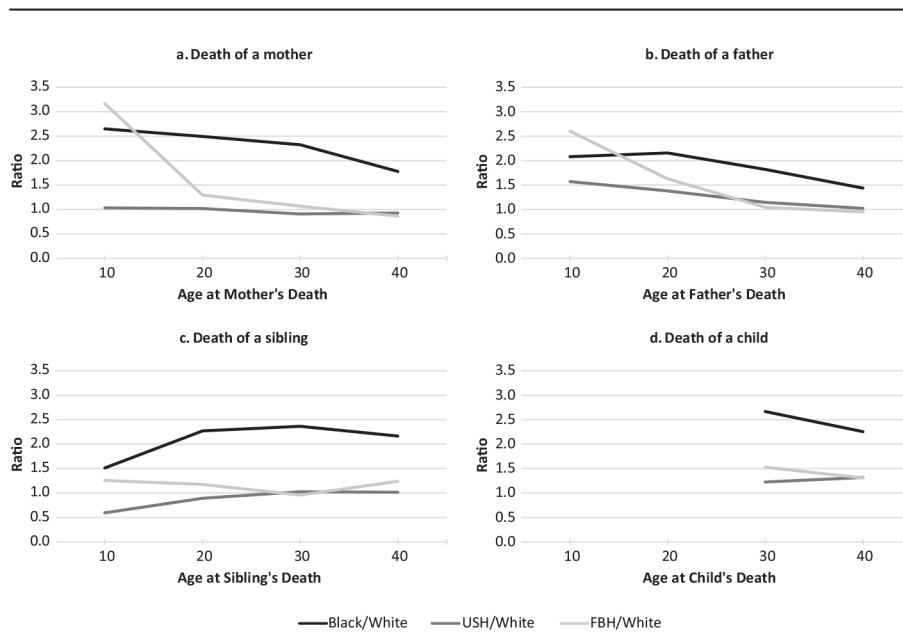 a. Death of a mother
3.5
3.0
2.5
2.0
1.5
1.0
0.5
0.0
Ratio
10 20 30 40
Age at Mother's Death
b. Death of a father
3.5
3.0
2.5
2.0
1.5
1.0
0.5
0.0
Ratio
10 20 30 40
Age at Father's Death
c. Death of a sibling
3.5
3.0
2.5
2.0
1.5
1.0
0.5
0.0
Ratio
10 20 30 40
Age at Sibling's Death
d. Death of a child
3.5
3.0
2.5
2.0
1.5
1.0
0.5
0.0
Ratio
10 20 30 40
Age at Child's Death
Black/White USH/White FBH/White